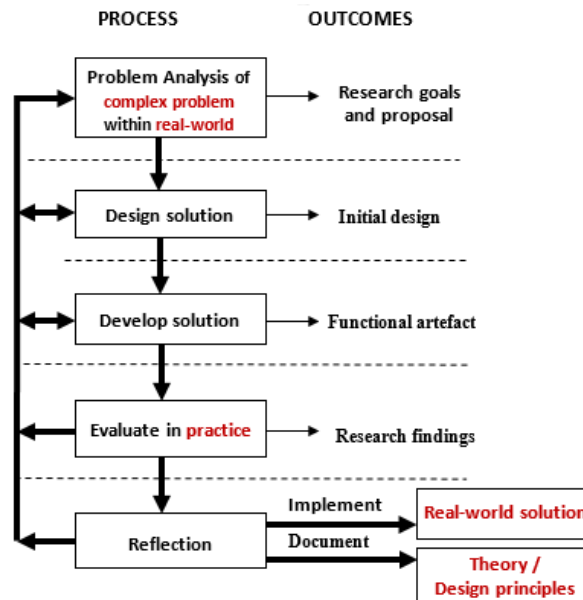 PROCESS
OUTCOMES
Problem Analysis of
complex problem
within real-world
Research goals
and proposal
Design solution
Initial design
Develop solution
Functional artefact
Evaluate in practice
Research findings
Reflection
Implement
Real-world solution
Document
Theory /
Design principles